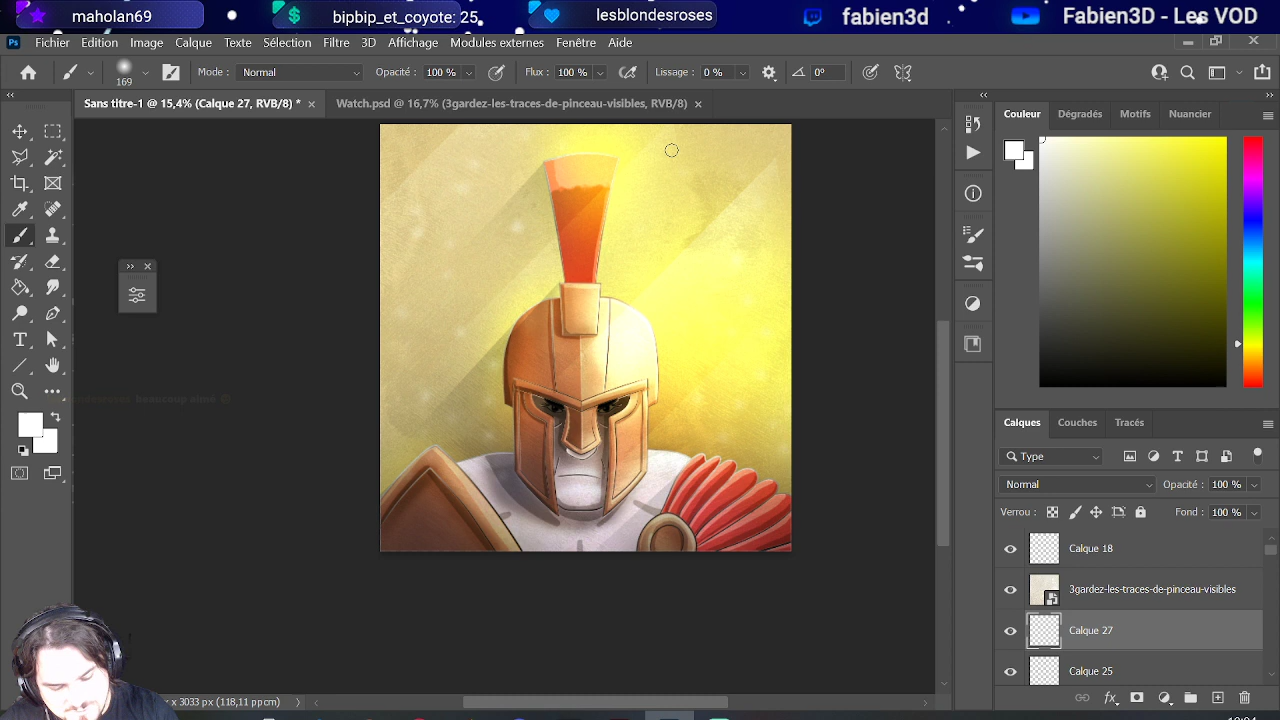 maholan69
bipbip_et_coyote: 25
lesblondesroses
fabien3d
Fabien3D - Les VOD
Ps
Fichier Edition Image Calque Texte Sélection Filtre 3D Affichage Modules externes Fenêtre Aide
169
Mode : Normal
Opacité : 100 %
Flux : 100 %
Lissage : 0 %
0°
Sans titre-1 @ 15,4% (Calque 27, RVB/8) *
Watch.psd @ 16,7% (3gardez-les-traces-de-pinceau-visibles, RVB/8)
Couleur Dégradés Motifs Nuancier
Calques Couches Tracés
Type
Normal
Opacité : 100 %
Verrou :
Fond : 100 %
Calque 18
3gardez-les-traces-de-pinceau-visibles
Calque 27
Calque 25
x 3033 px (118,11 ppcm)